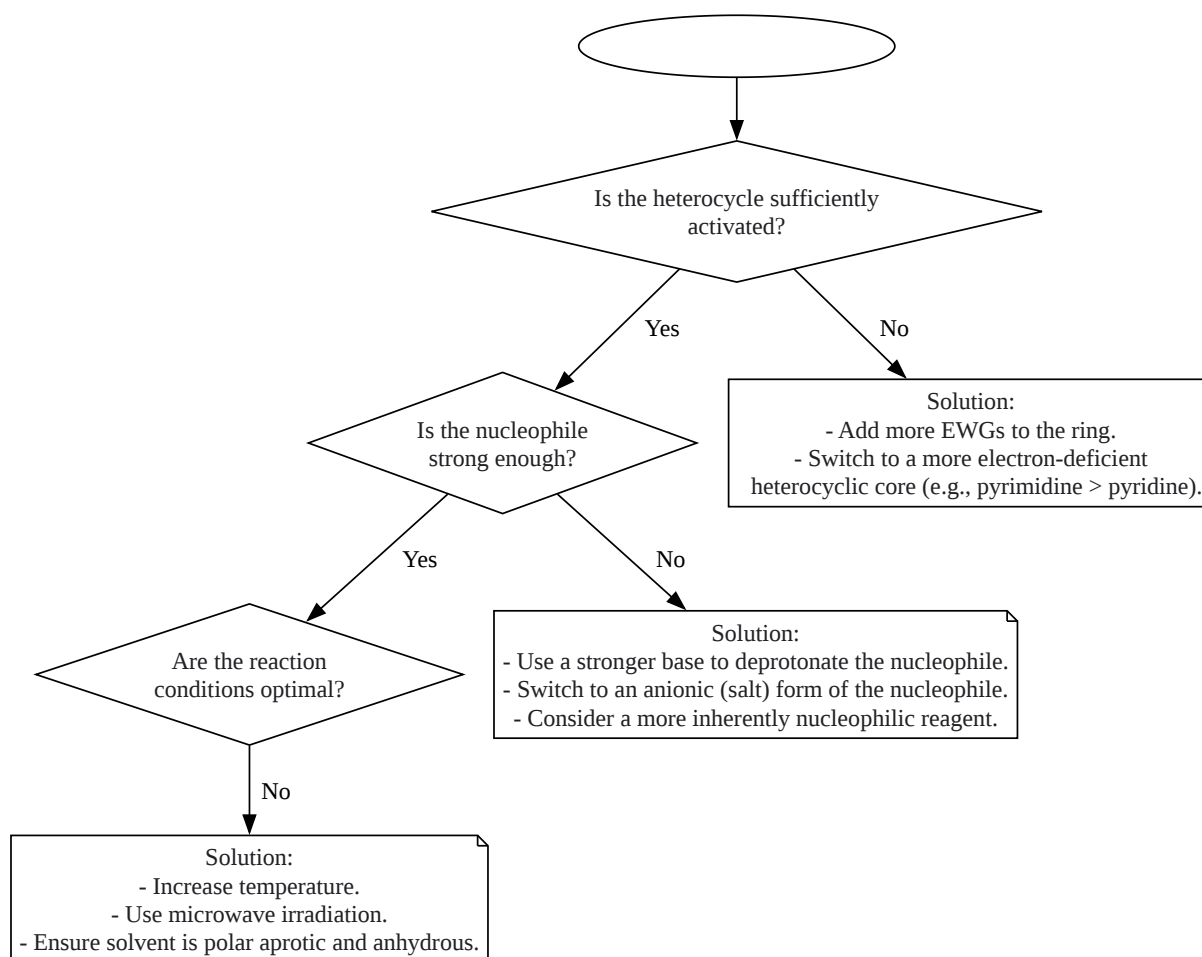 Is the heterocycle sufficiently
activated?
Yes
No
Is the nucleophile
strong enough?
Solution:
- Add more EWGs to the ring.
- Switch to a more electron-deficient
heterocyclic core (e.g., pyrimidine > pyridine).
Yes
No
Are the reaction
conditions optimal?
Solution:
- Use a stronger base to deprotonate the nucleophile.
- Switch to an anionic (salt) form of the nucleophile.
- Consider a more inherently nucleophilic reagent.
No
Solution:
- Increase temperature.
- Use microwave irradiation.
- Ensure solvent is polar aprotic and anhydrous.